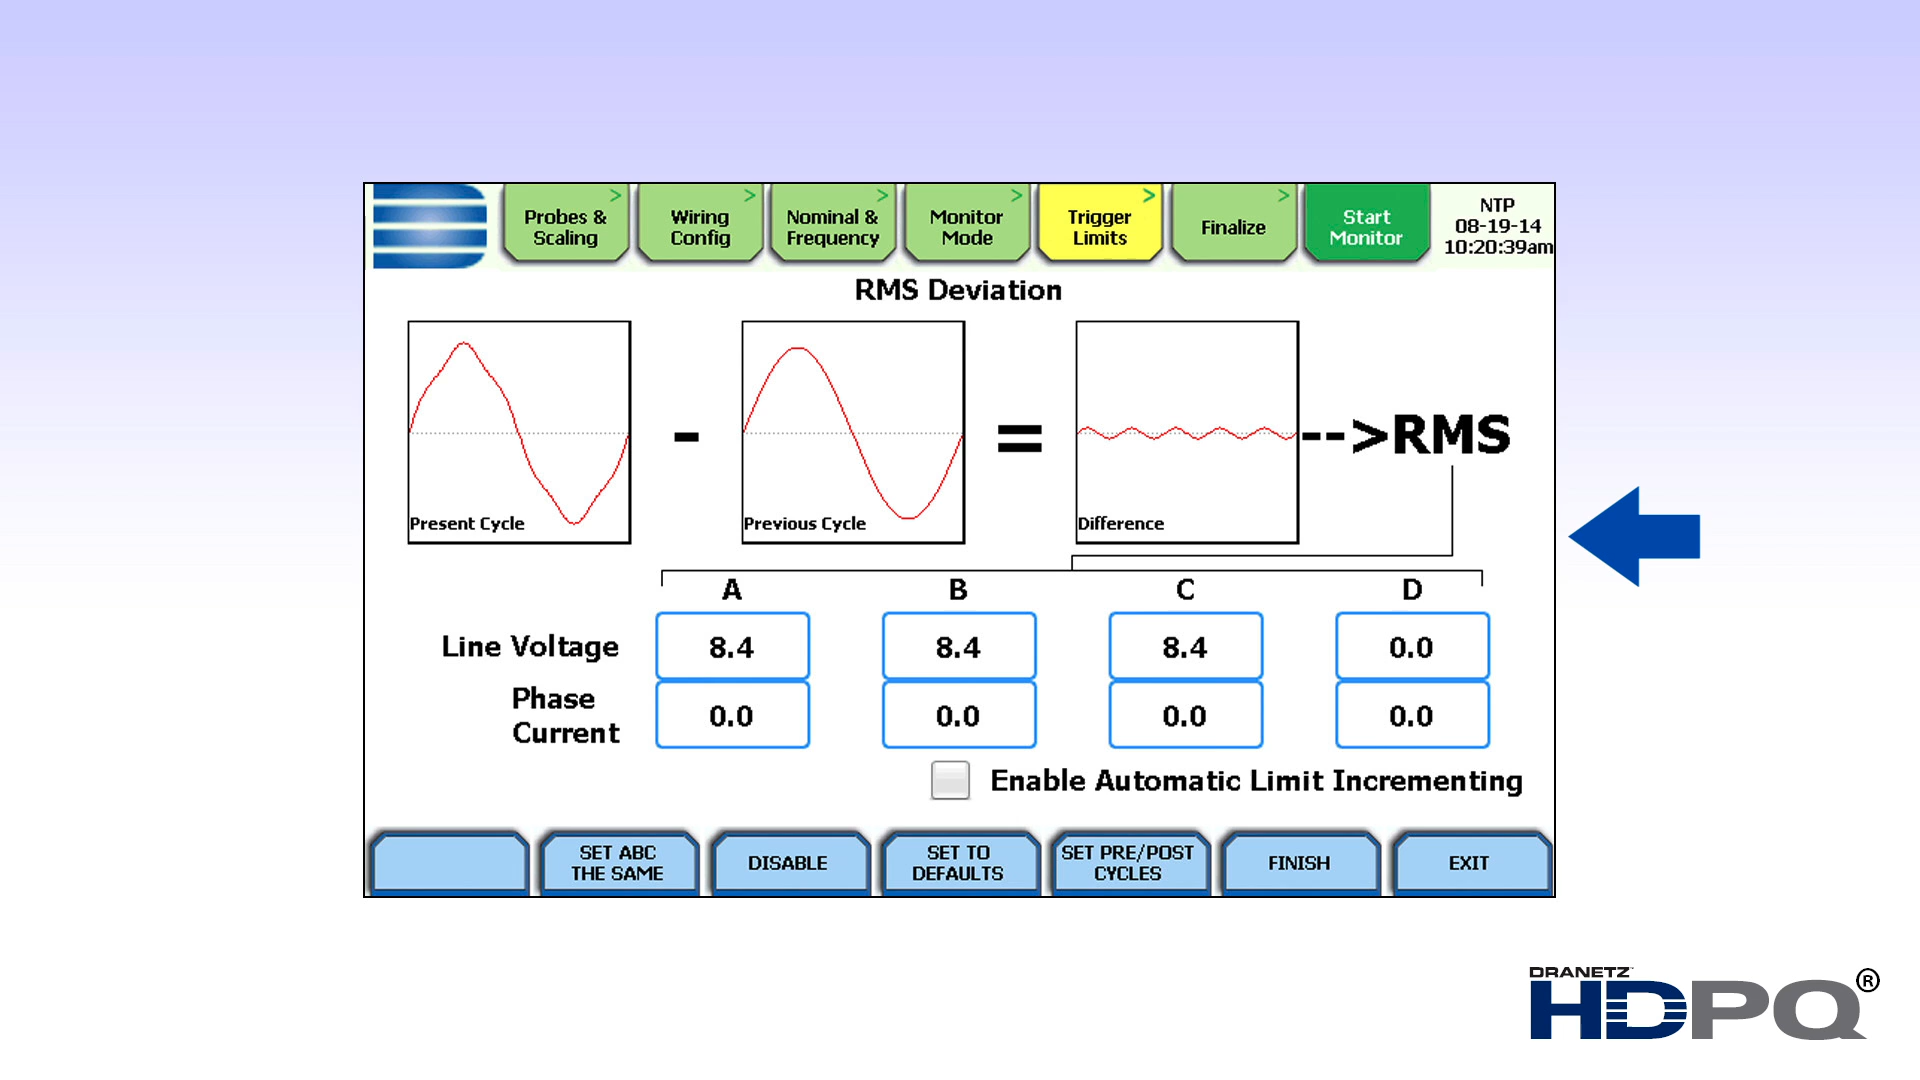 Probes &
Scaling
>
Wiring
Config
>
Nominal &
Frequency
>
Monitor
Mode
>
Trigger
Limits
>
Finalize
>
Start
Monitor
NTP
08-19-14
10:20:39am
RMS Deviation
Present Cycle
-
Previous Cycle
=
Difference
-->RMS
A B C D
Line Voltage 8.4 8.4 8.4 0.0
Phase
Current 0.0 0.0 0.0 0.0
Enable Automatic Limit Incrementing
SET ABC
THE SAME
DISABLE
SET TO
DEFAULTS
SET PRE/POST
CYCLES
FINISH
EXIT
DRANETZ™
HDPQ®